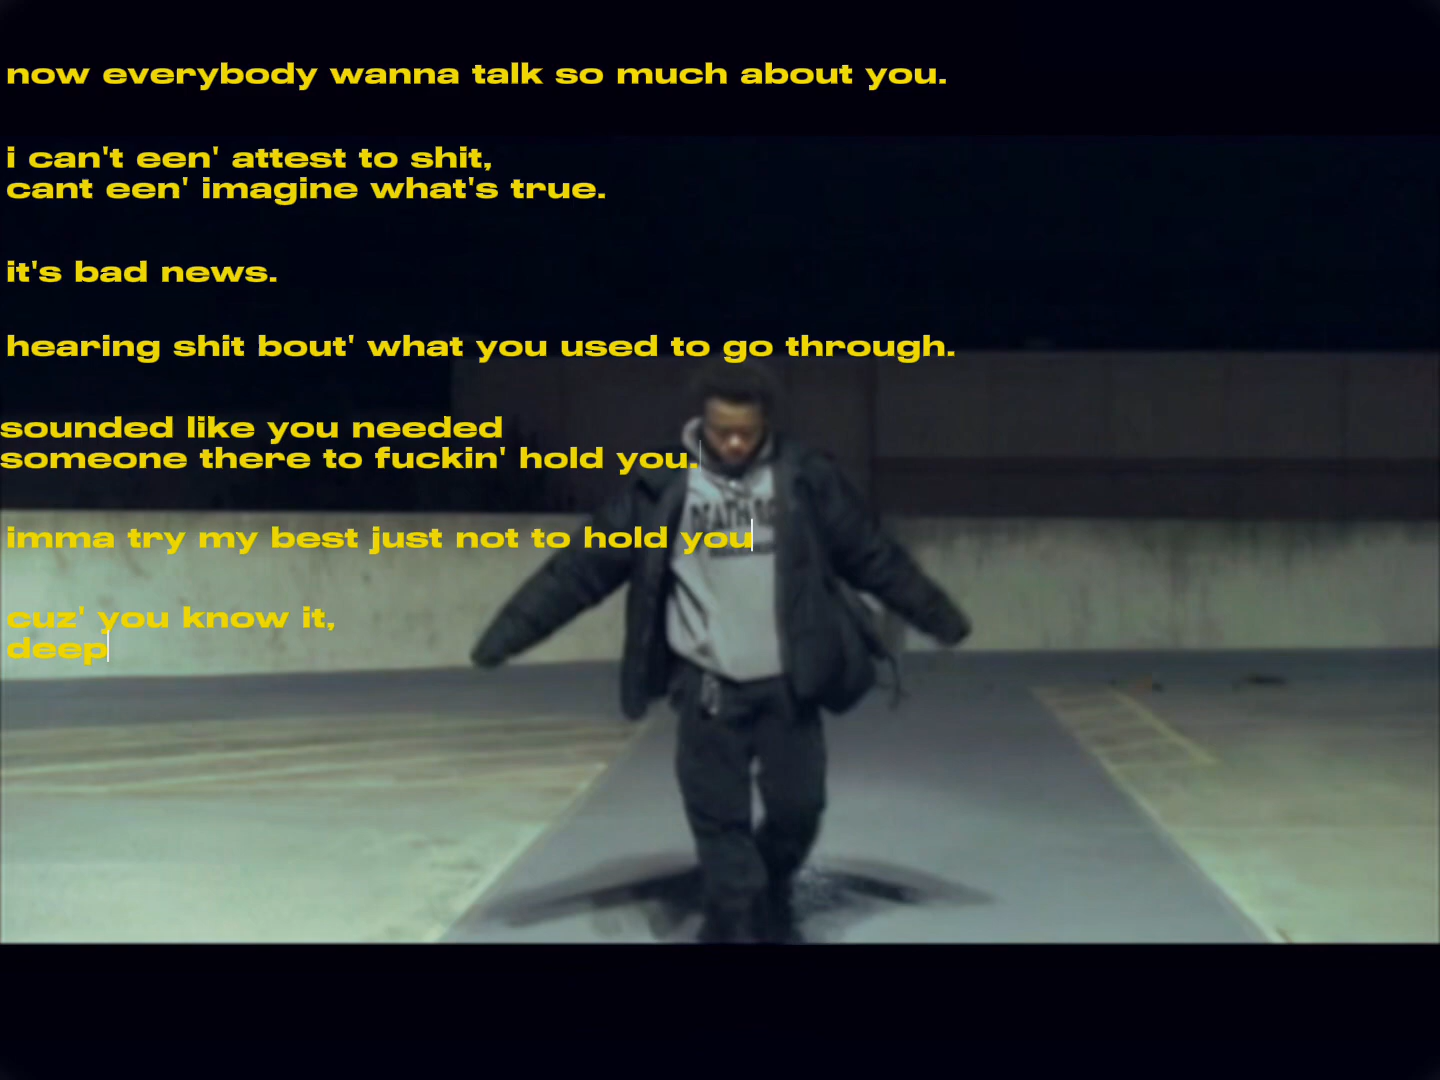 now everybody wanna talk so much about you.
i can't een' attest to shit,
cant een' imagine what's true.
it's bad news.
hearing shit bout' what you used to go through.
sounded like you needed
someone there to fuckin' hold you.
imma try my best just not to hold you
cuz' you know it,
deep
DEATH